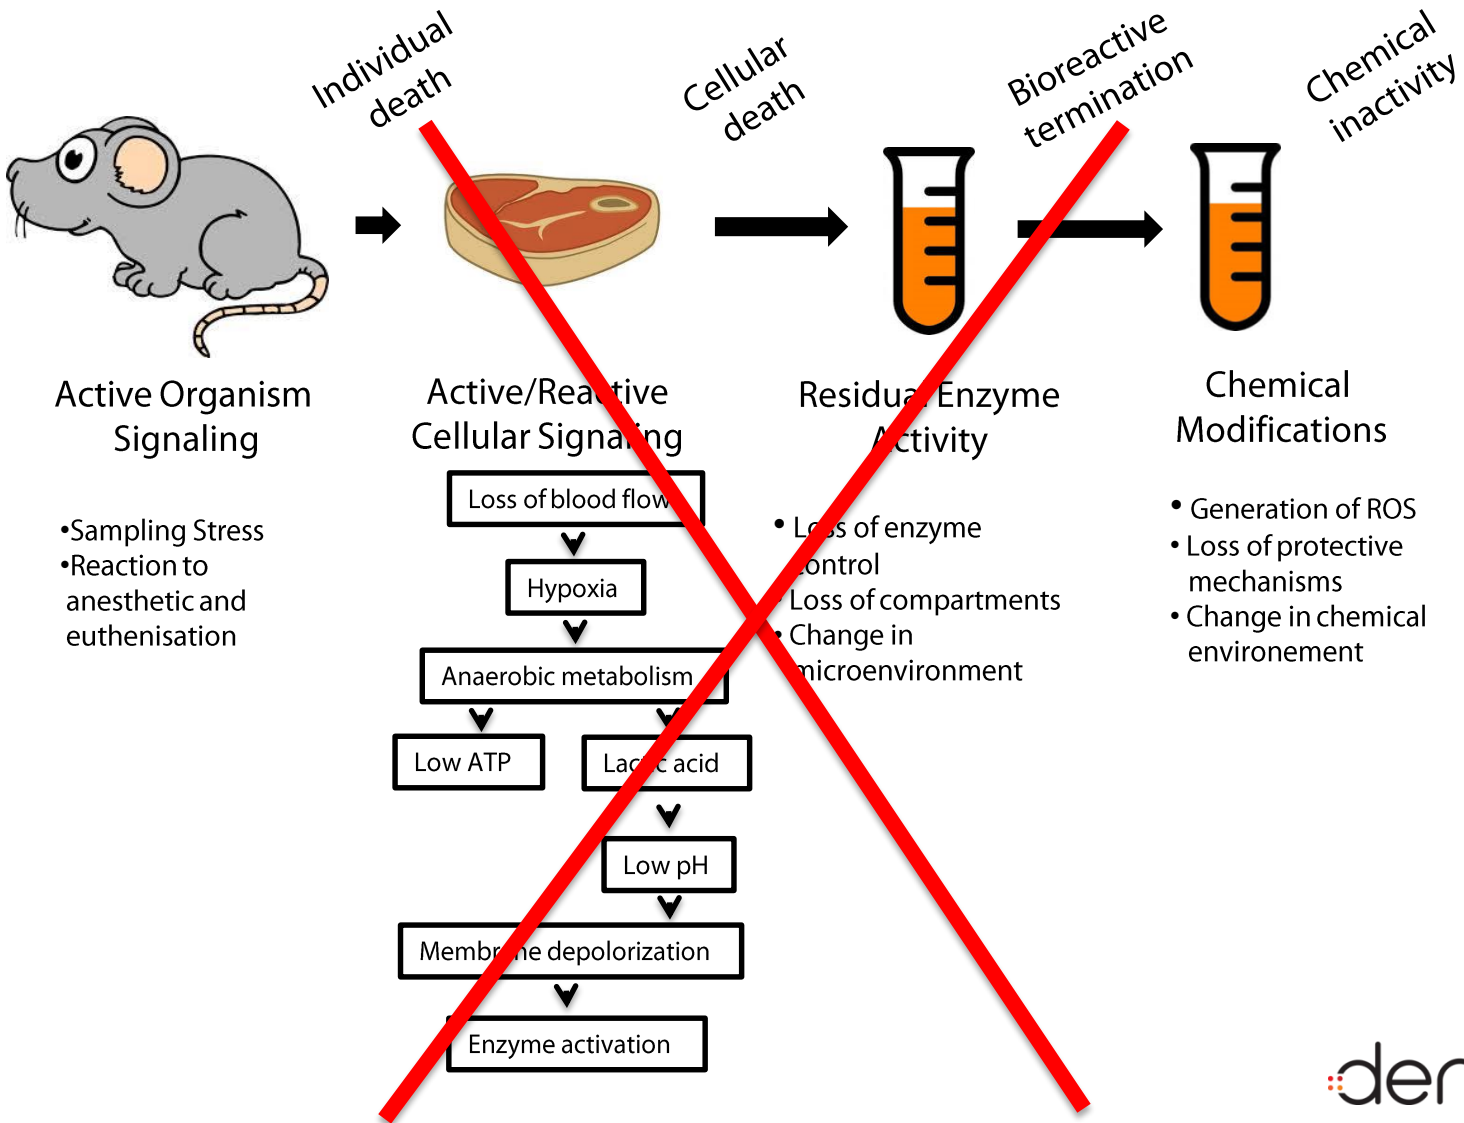 Individual
death
Cellular
death
Bioreactive
termination
Chemical
inactivity
Active Organism
Signaling
•Sampling Stress
•Reaction to
anesthetic and
euthenisation
Active/Reactive
Cellular Signaling
Loss of blood flow
Hypoxia
Anaerobic metabolism
Low ATP
Lactic acid
Low pH
Membrane depolorization
Enzyme activation
Residual Enzyme
Activity
• Loss of enzyme
control
• Loss of compartments
• Change in
microenvironment
Chemical
Modifications
• Generation of ROS
• Loss of protective
mechanisms
• Change in chemical
environement